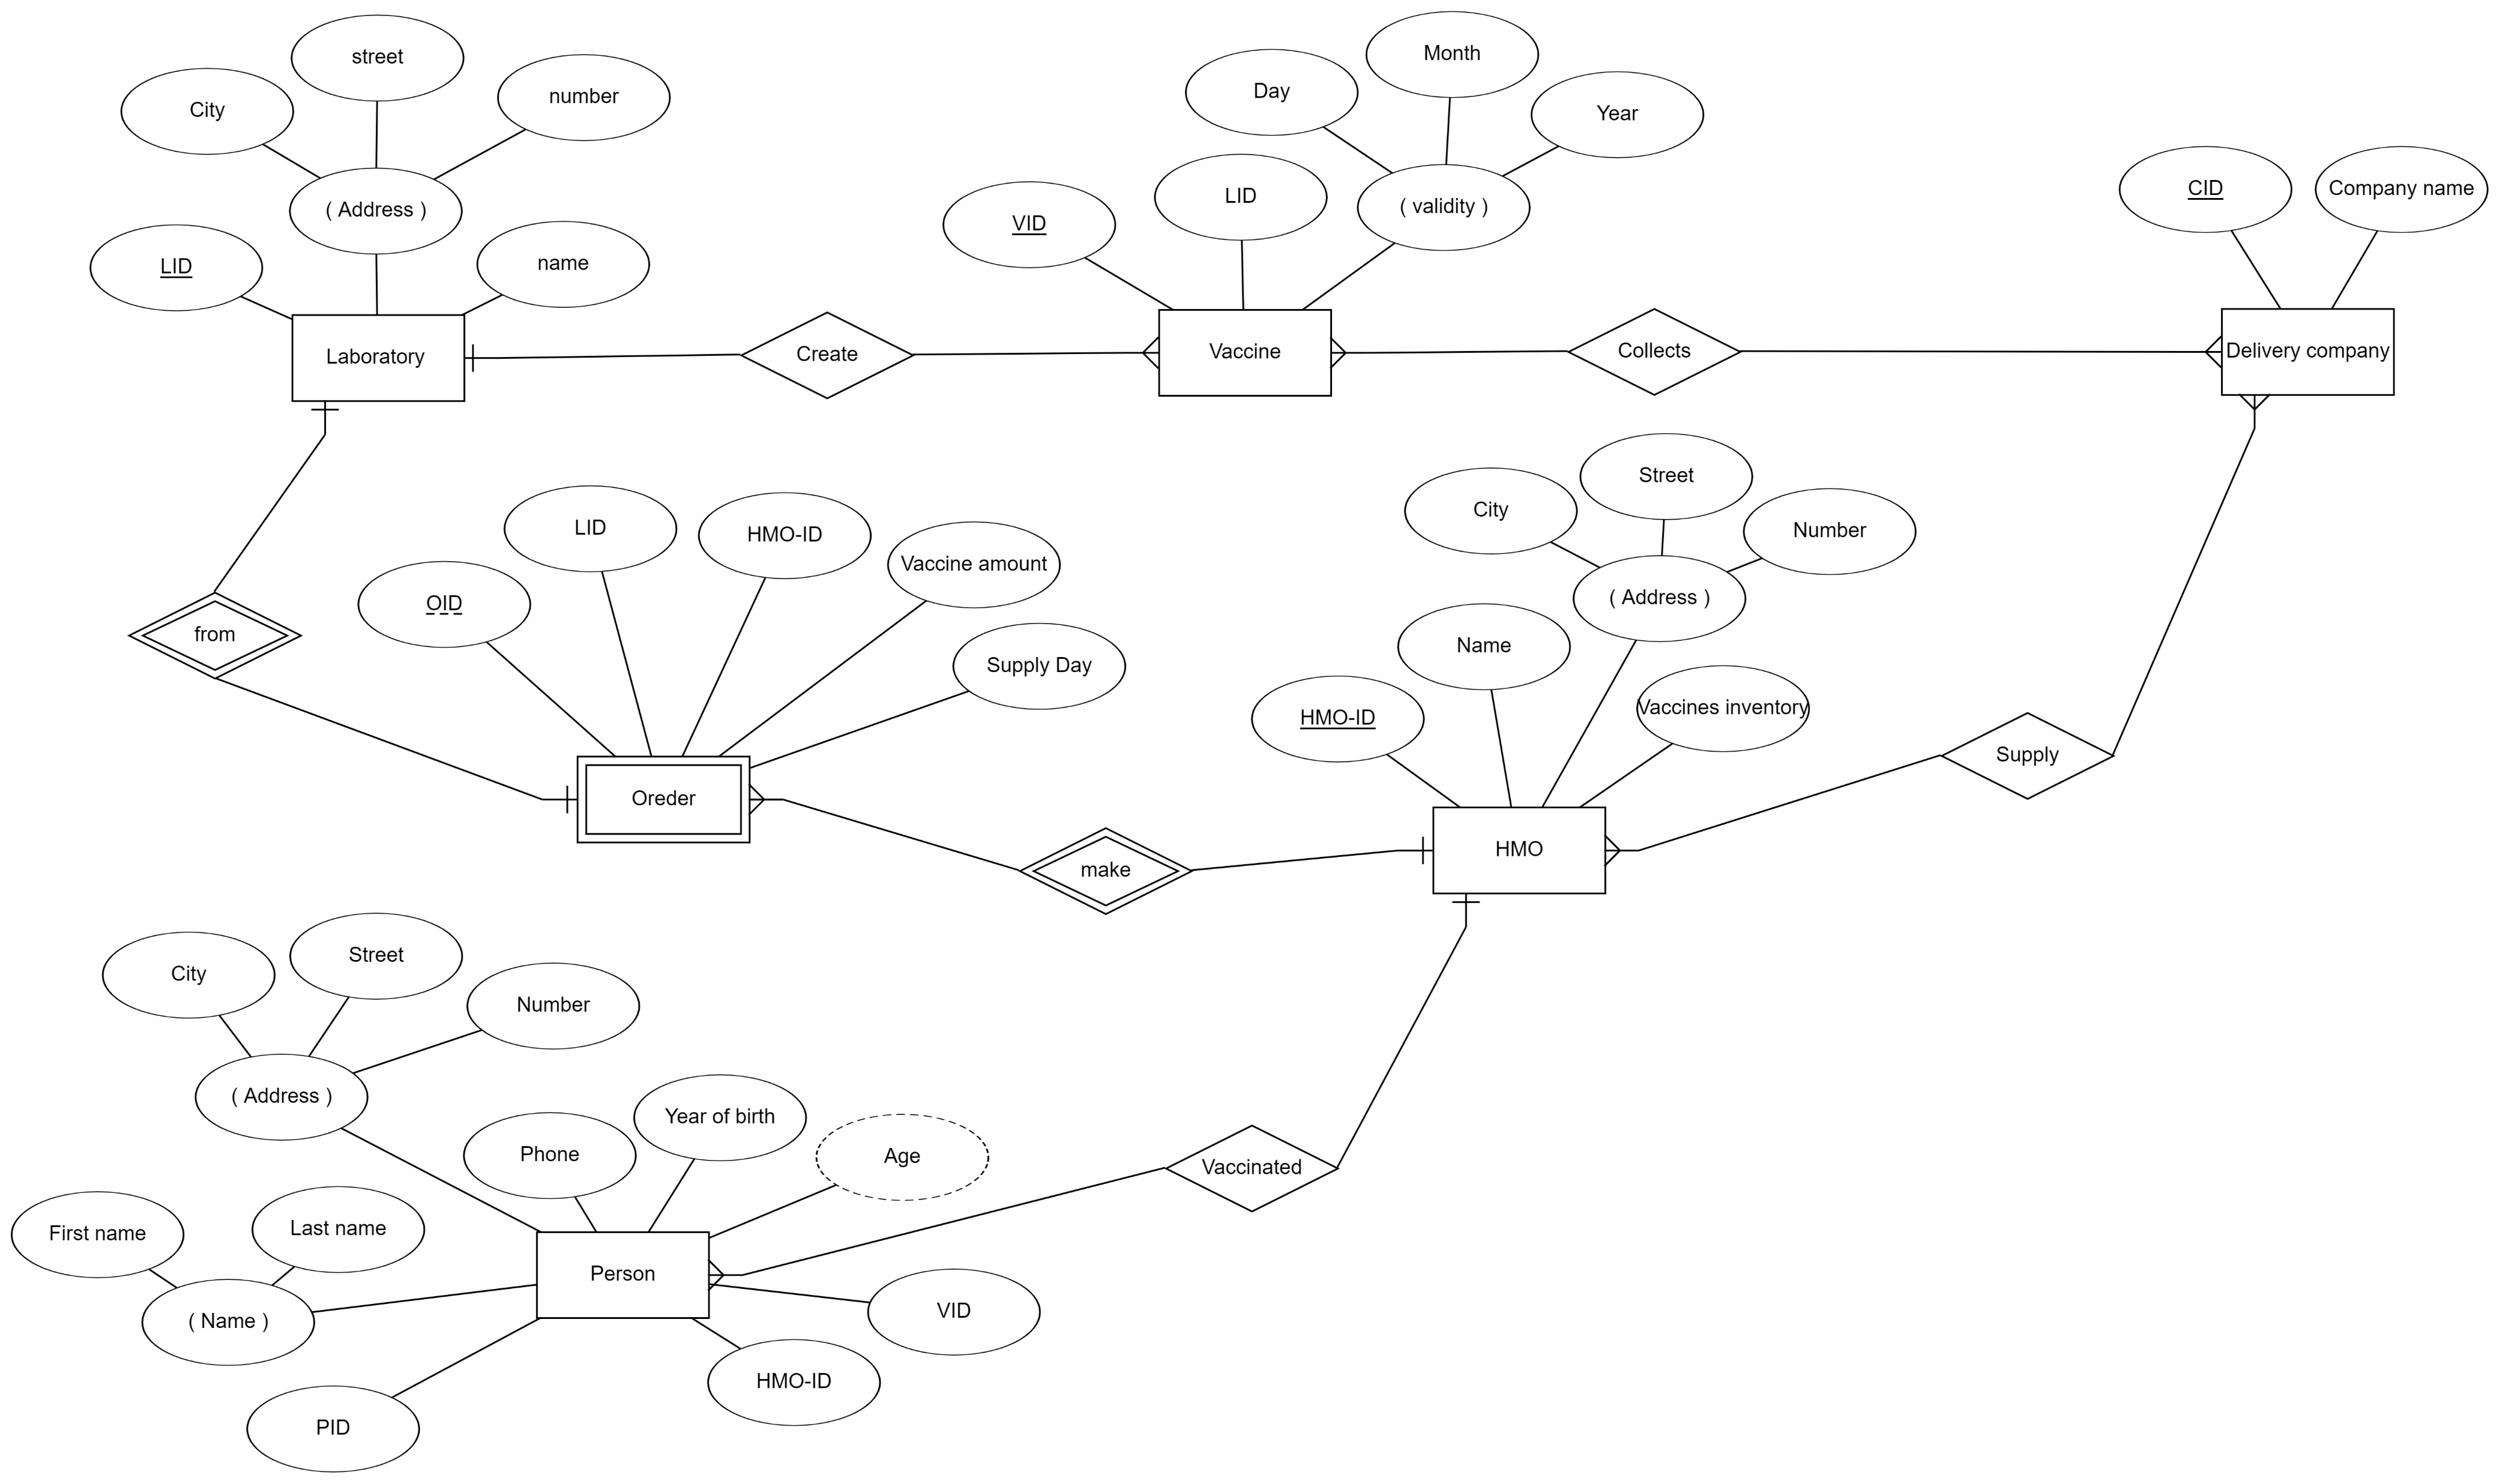 street
Month
Day
City
number
Year
( Address )
VID
LID
( validity )
CID
Company name
LID
name
Laboratory
Create
Vaccine
Collects
Delivery company
City
Street
Number
OID
LID
HMO-ID
Vaccine amount
( Address )
from
Supply Day
Name
HMO-ID
Vaccines inventory
Oreder
Supply
make
HMO
City
Street
Number
( Address )
Phone
Year of birth
Age
Vaccinated
First name
Last name
Person
( Name )
VID
HMO-ID
PID